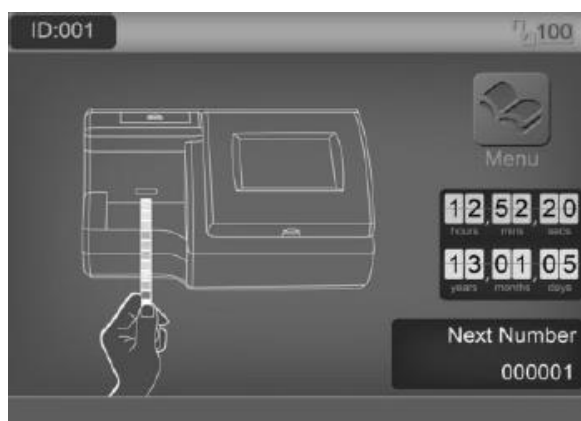 ID:001
100
Menu
12,52,20
hours mins secs
13,01,05
years months days
Next Number
000001